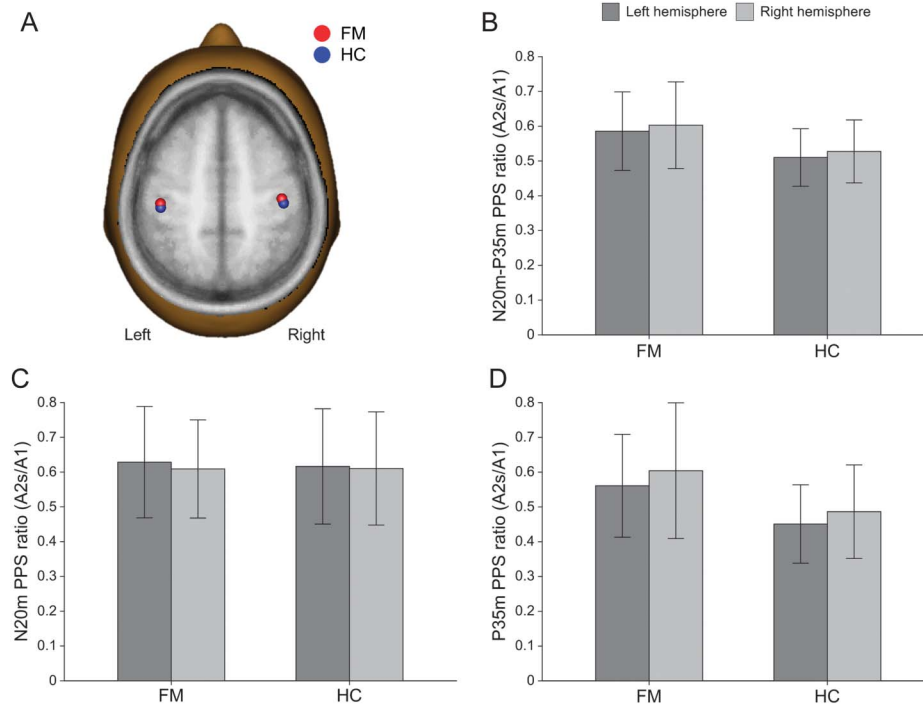 A
FM
HC
Left
Right
Left hemisphere
Right hemisphere
B
N20m-P35m PPS ratio (A2s/A1)
0.8
0.7
0.6
0.5
0.4
0.3
0.2
0.1
0
FM
HC
C
N20m PPS ratio (A2s/A1)
0.8
0.7
0.6
0.5
0.4
0.3
0.2
0.1
0
FM
HC
D
P35m PPS ratio (A2s/A1)
0.8
0.7
0.6
0.5
0.4
0.3
0.2
0.1
0
FM
HC